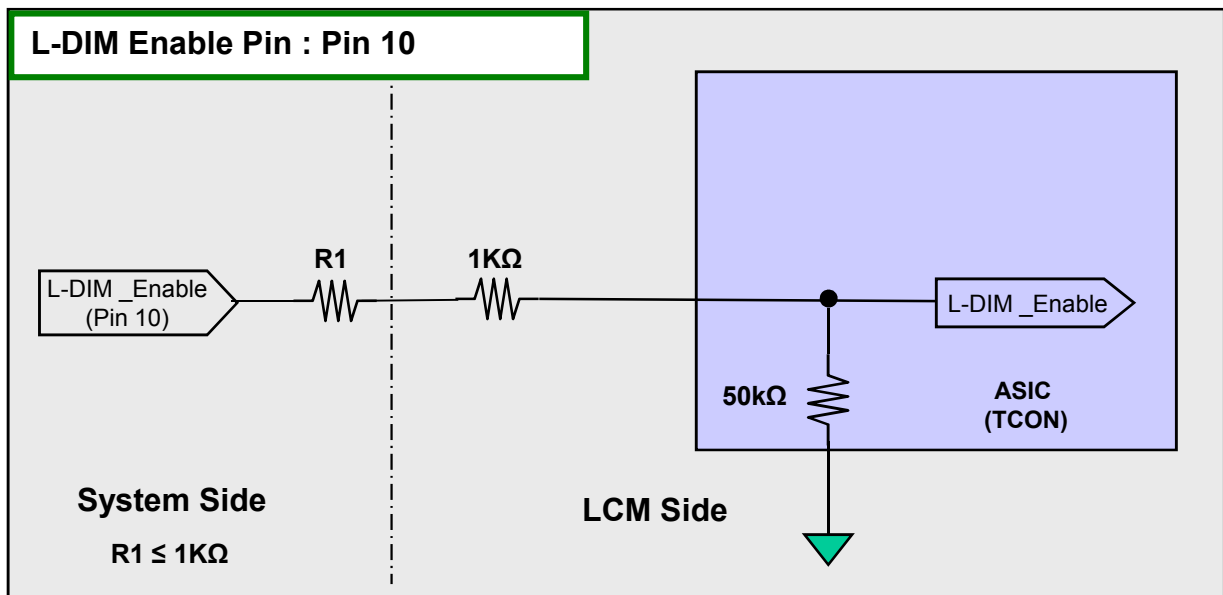 L-DIM Enable Pin : Pin 10
R1
1KΩ
L-DIM _Enable
(Pin 10)
L-DIM _Enable
50kΩ
ASIC
(TCON)
System Side
LCM Side
R1 ≤ 1KΩ